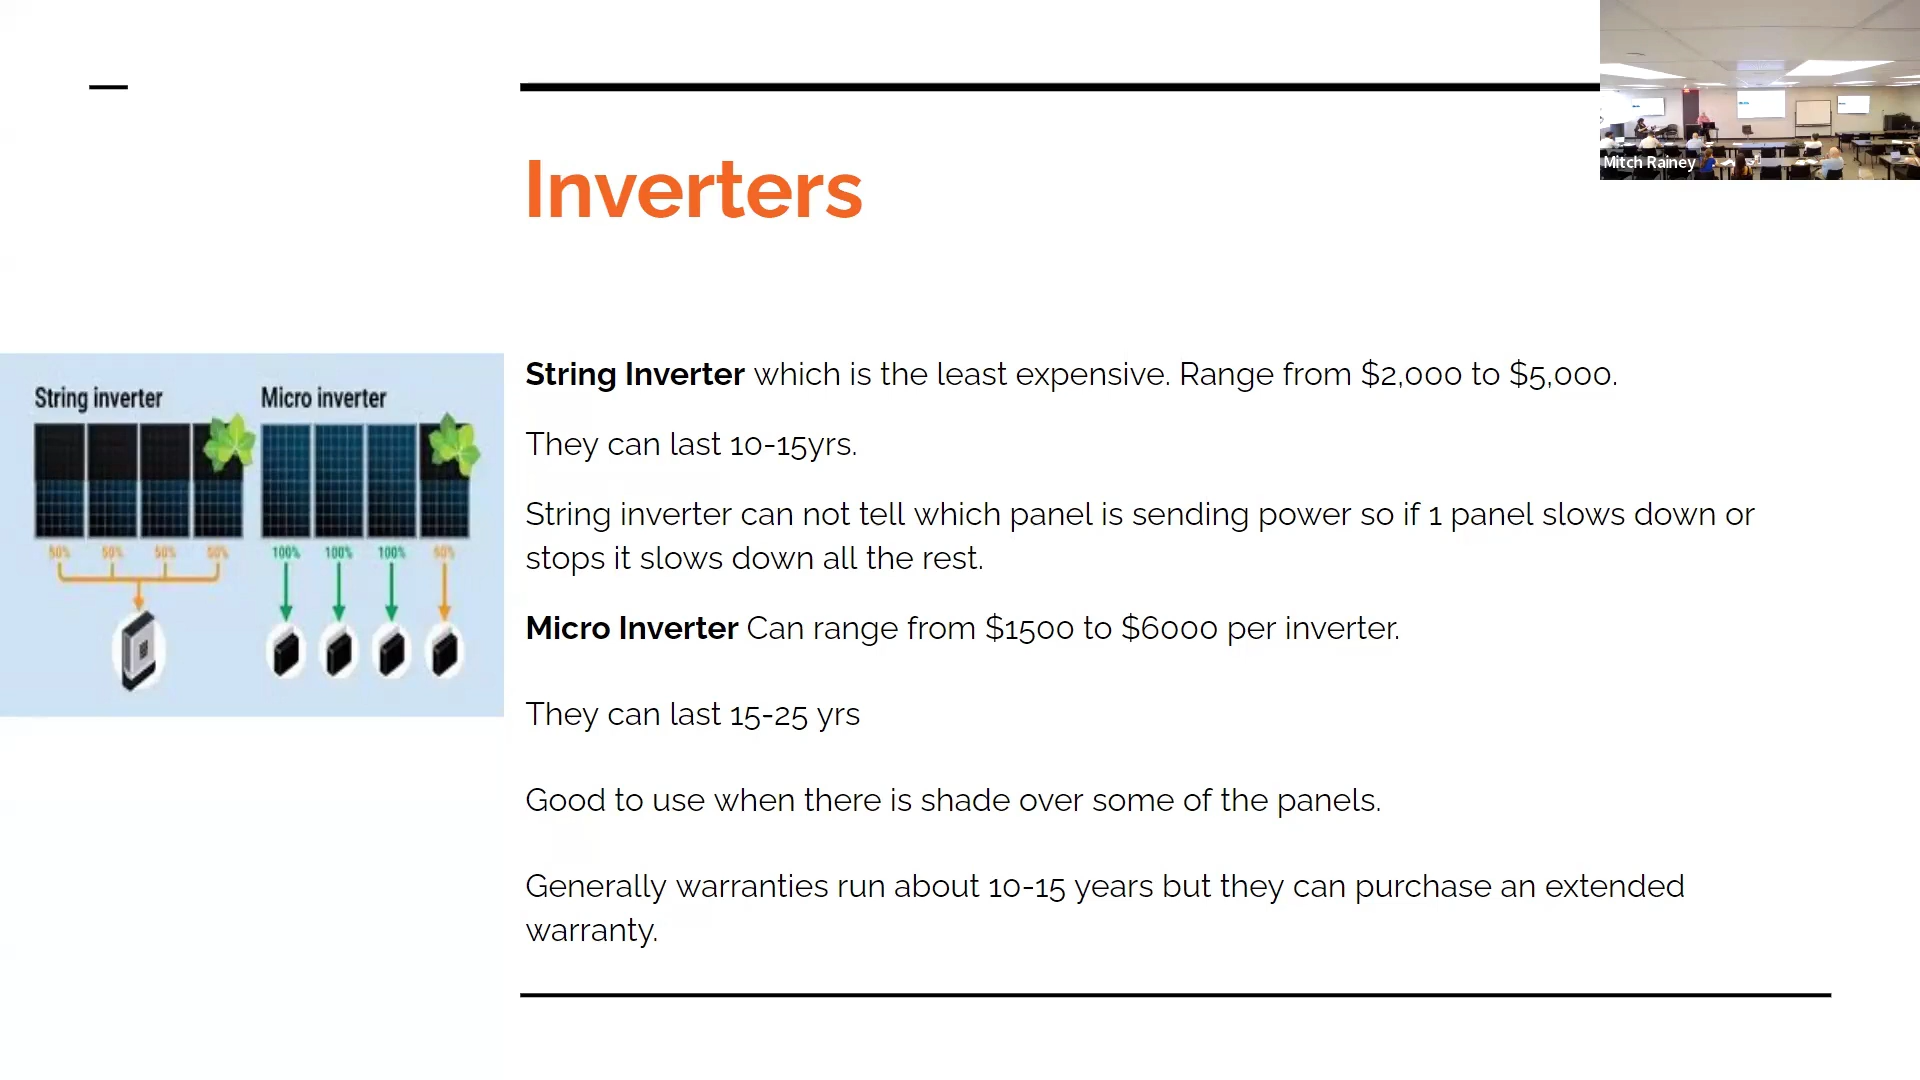 Mitch Rainey
Inverters
String inverter
Micro inverter
50% 50% 50% 50%
100% 100% 100%
String Inverter which is the least expensive. Range from $2,000 to $5,000.
They can last 10-15yrs.
String inverter can not tell which panel is sending power so if 1 panel slows down or
stops it slows down all the rest.
Micro Inverter Can range from $1500 to $6000 per inverter.
They can last 15-25 yrs
Good to use when there is shade over some of the panels.
Generally warranties run about 10-15 years but they can purchase an extended
warranty.